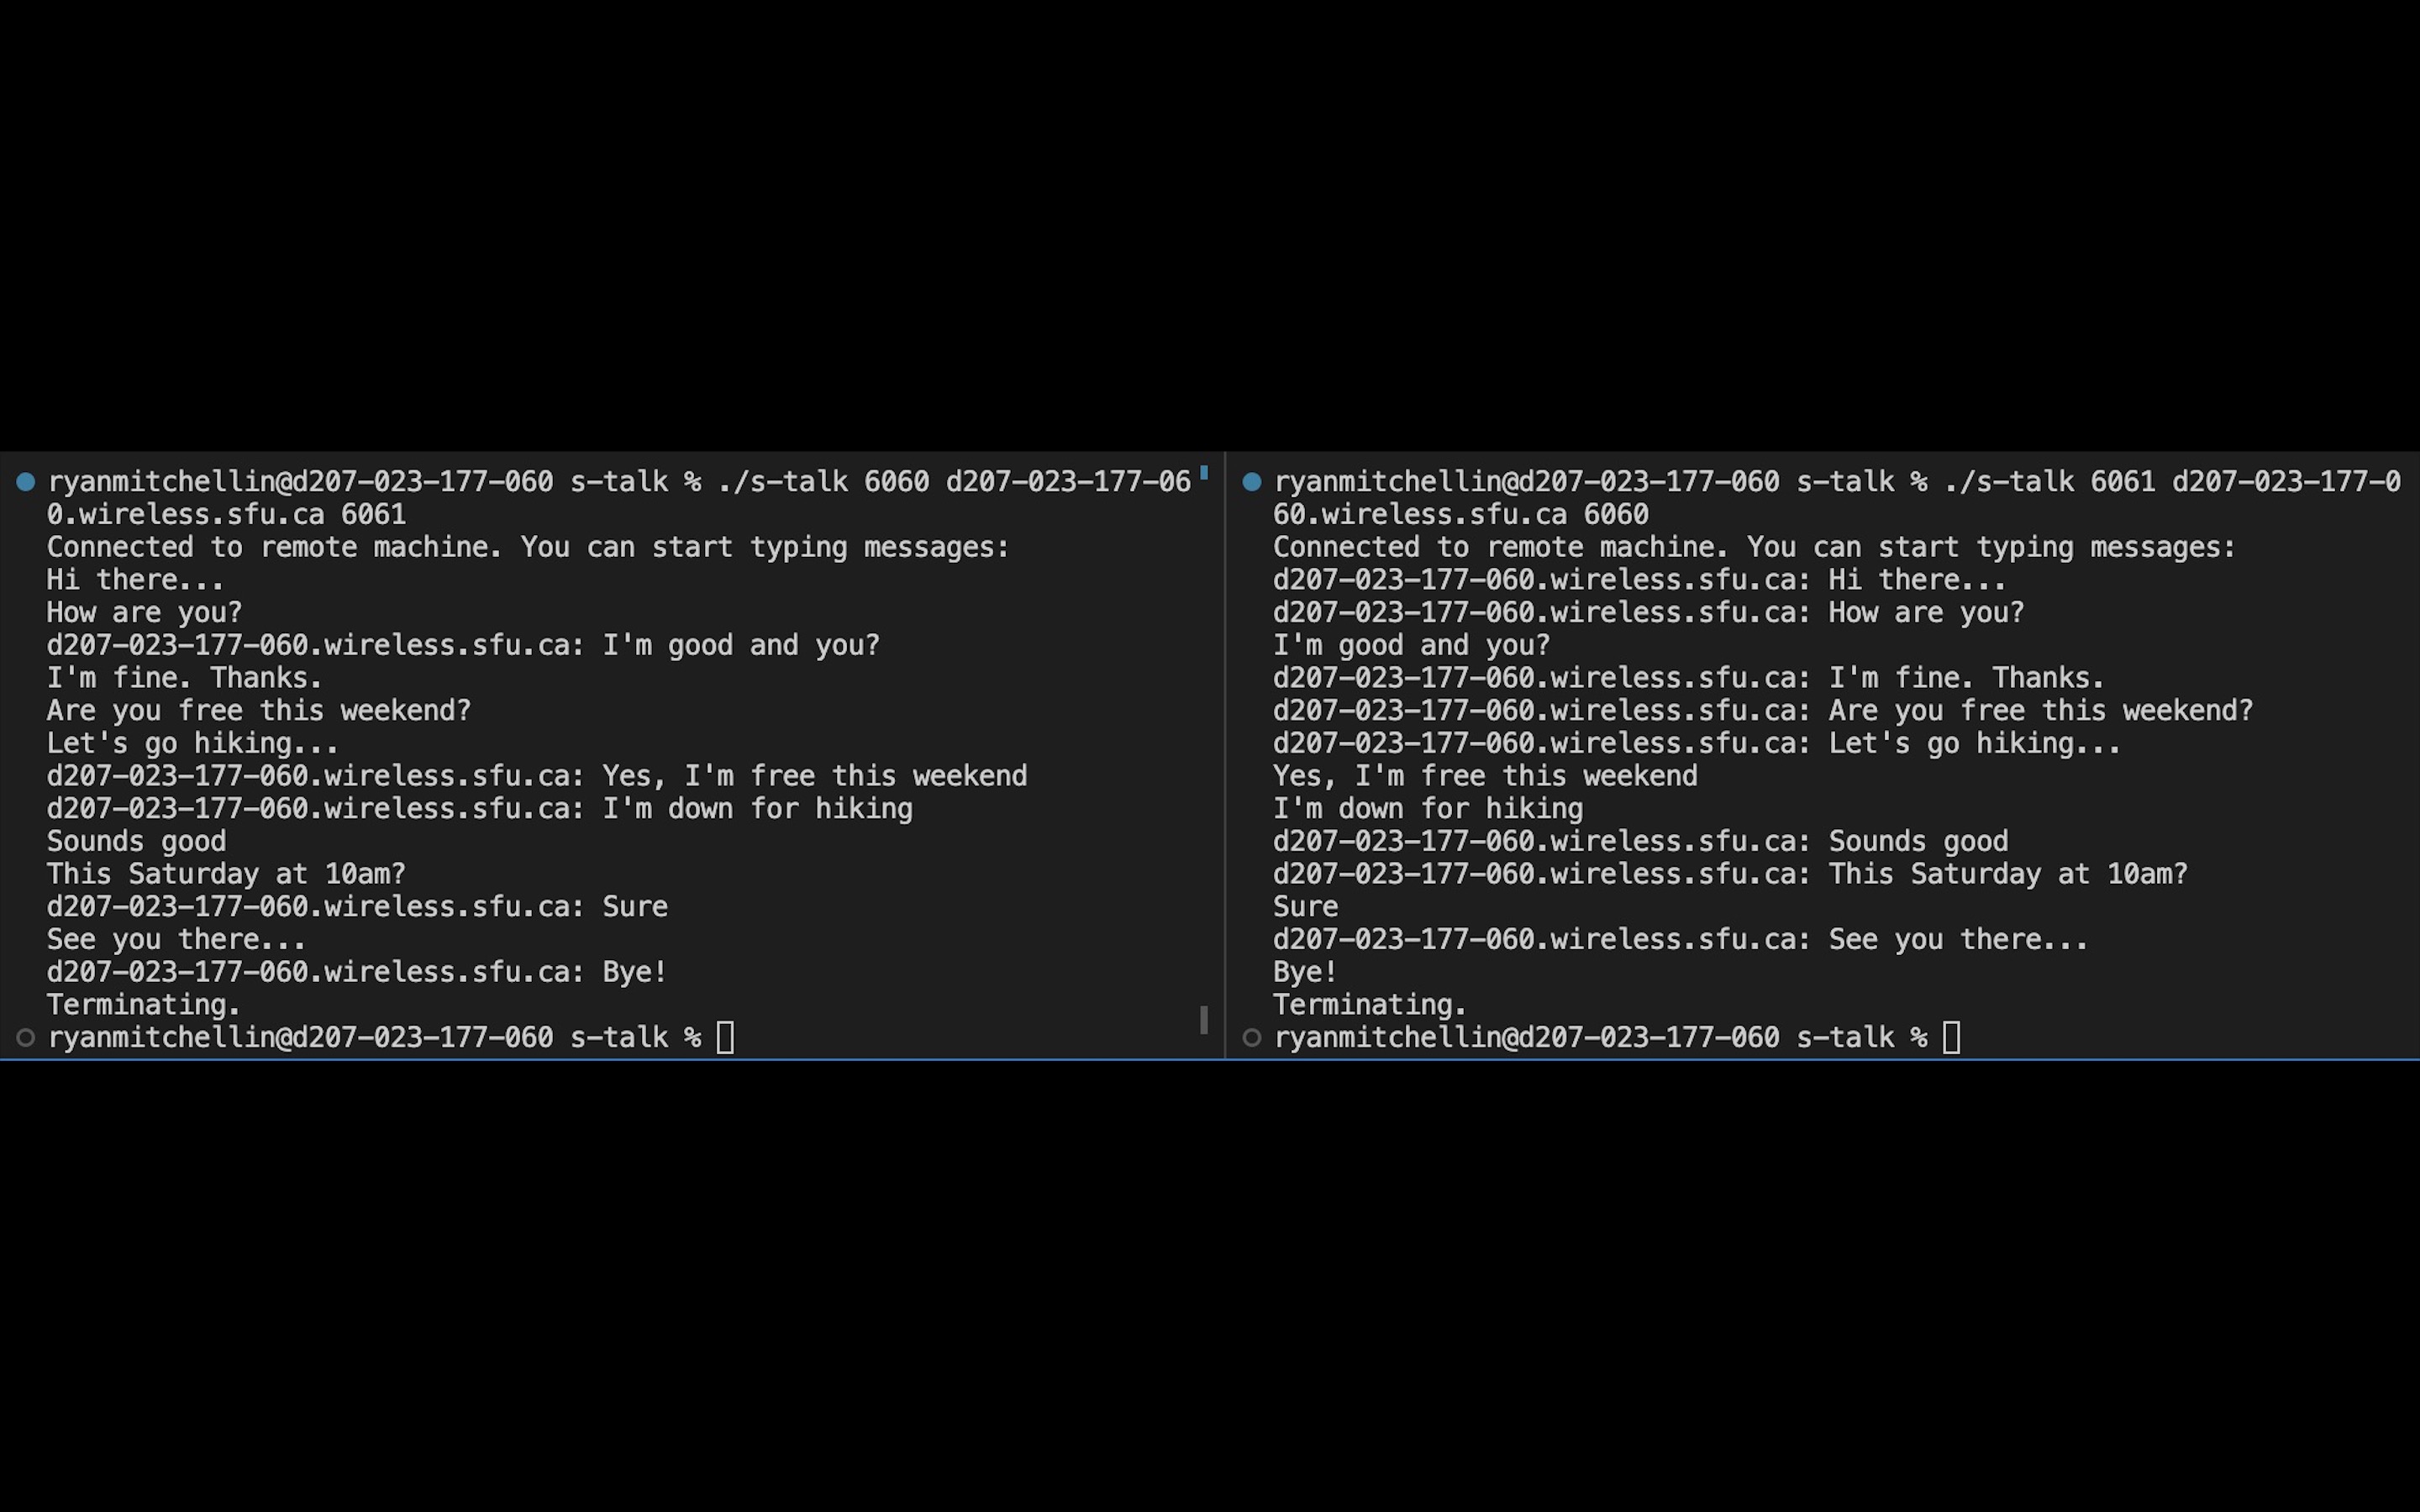 ryanmitchellin@d207-023-177-060 s-talk % ./s-talk 6060 d207-023-177-06
0.wireless.sfu.ca 6061
Connected to remote machine. You can start typing messages:
Hi there...
How are you?
d207-023-177-060.wireless.sfu.ca: I'm good and you?
I'm fine. Thanks.
Are you free this weekend?
Let's go hiking...
d207-023-177-060.wireless.sfu.ca: Yes, I'm free this weekend
d207-023-177-060.wireless.sfu.ca: I'm down for hiking
Sounds good
This Saturday at 10am?
d207-023-177-060.wireless.sfu.ca: Sure
See you there...
d207-023-177-060.wireless.sfu.ca: Bye!
Terminating.
ryanmitchellin@d207-023-177-060 s-talk %
ryanmitchellin@d207-023-177-060 s-talk % ./s-talk 6061 d207-023-177-0
60.wireless.sfu.ca 6060
Connected to remote machine. You can start typing messages:
d207-023-177-060.wireless.sfu.ca: Hi there...
d207-023-177-060.wireless.sfu.ca: How are you?
I'm good and you?
d207-023-177-060.wireless.sfu.ca: I'm fine. Thanks.
d207-023-177-060.wireless.sfu.ca: Are you free this weekend?
d207-023-177-060.wireless.sfu.ca: Let's go hiking...
Yes, I'm free this weekend
I'm down for hiking
d207-023-177-060.wireless.sfu.ca: Sounds good
d207-023-177-060.wireless.sfu.ca: This Saturday at 10am?
Sure
d207-023-177-060.wireless.sfu.ca: See you there...
Bye!
Terminating.
ryanmitchellin@d207-023-177-060 s-talk %